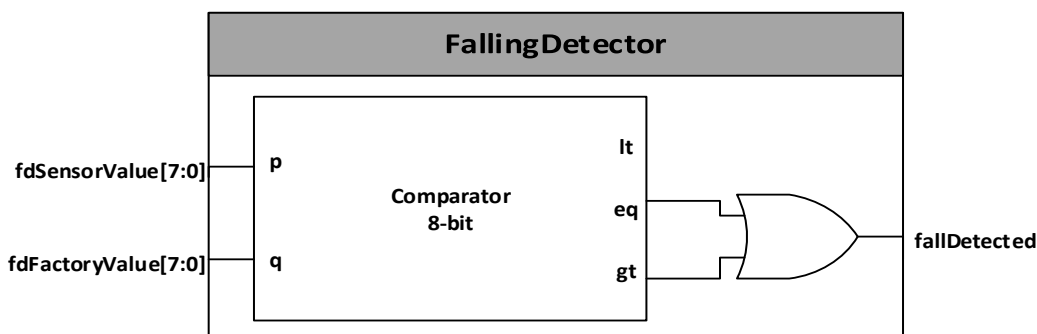 FallingDetector
fdSensorValue[7:0]
p
lt
Comparator
8-bit
eq
fdFactoryValue[7:0]
q
gt
fallDetected